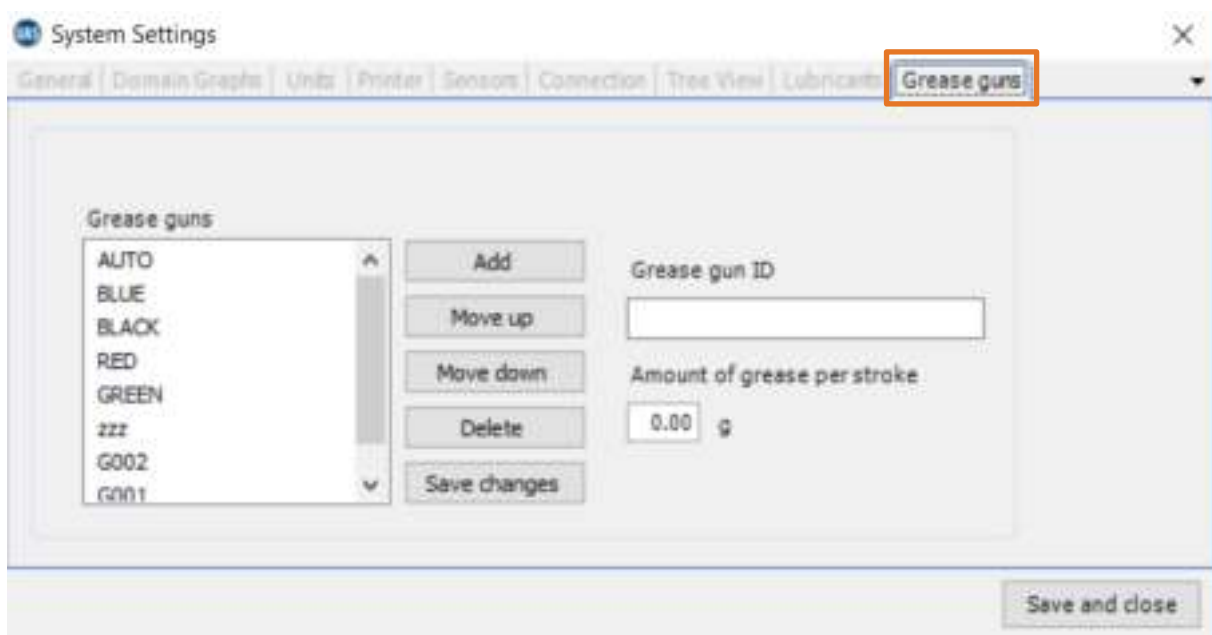 System Settings
General Domain Graphs Units Printer Sensors Connection Tree View Lubricants Grease guns
Grease guns
AUTO
BLUE
BLACK
RED
GREEN
zzz
G002
G001
Add
Move up
Move down
Delete
Save changes
Grease gun ID
Amount of grease per stroke
0.00 g
Save and close